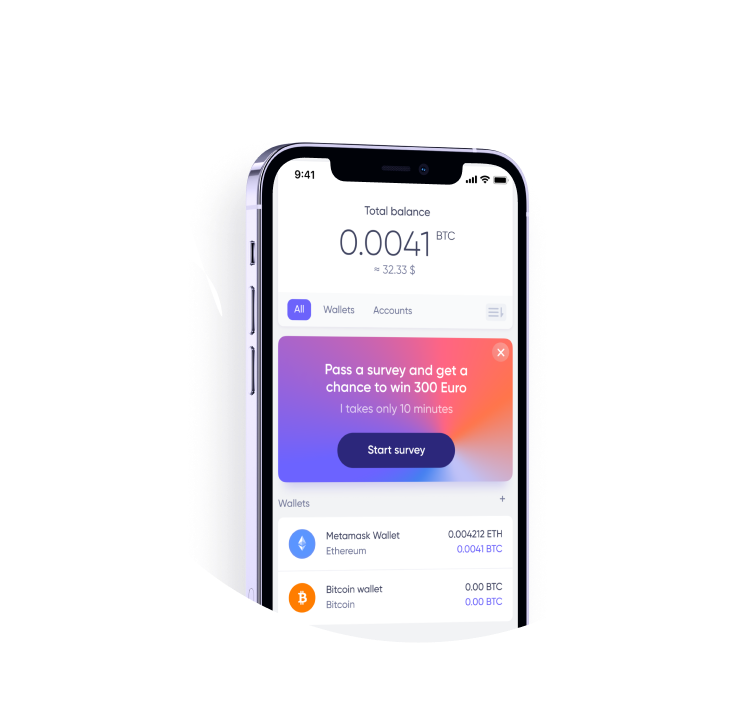 9:41
Total balance
0.0041 BTC
≈ 32.33 $
All Wallets Accounts
Pass a survey and get a
chance to win 300 Euro
I takes only 10 minutes
Start survey
Wallets +
Metamask Wallet 0.004212 ETH
Ethereum 0.0041 BTC
Bitcoin wallet 0.00 BTC
Bitcoin 0.00 BTC